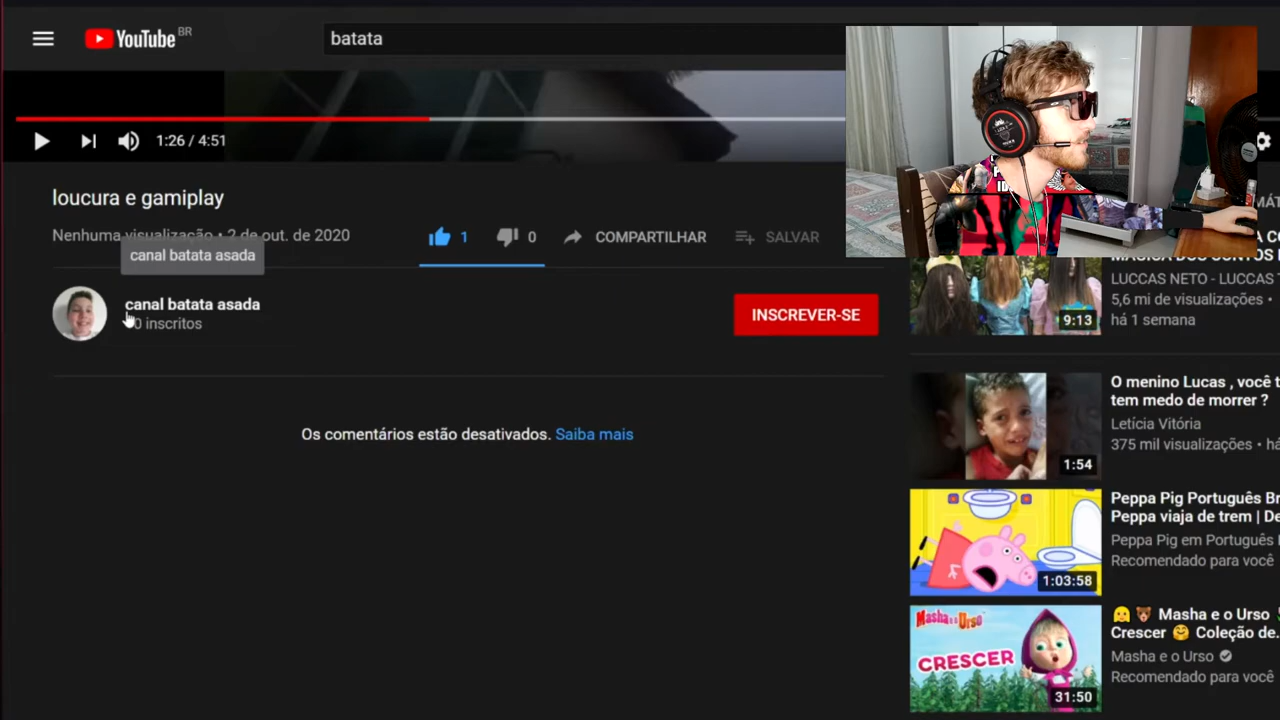 YouTube BR
batata
1:26 / 4:51
loucura e gamiplay
Nenhuma visualização • 2 de out. de 2020
1
0
COMPARTILHAR
SALVAR
canal batata asada
canal batata asada
0 inscritos
INSCREVER-SE
Os comentários estão desativados. Saiba mais
LUCCAS NETO - LUCCAS
5,6 mi de visualizações •
há 1 semana
9:13
O menino Lucas , você
tem medo de morrer ?
Letícia Vitória
375 mil visualizações •
1:54
Peppa Pig Português
Peppa viaja de trem |
Peppa Pig em Português
Recomendado para você
1:03:58
Masha e o Urso
Crescer Coleção de
Masha e o Urso
Recomendado para você
Masha e o Urso
CRESCER
31:50